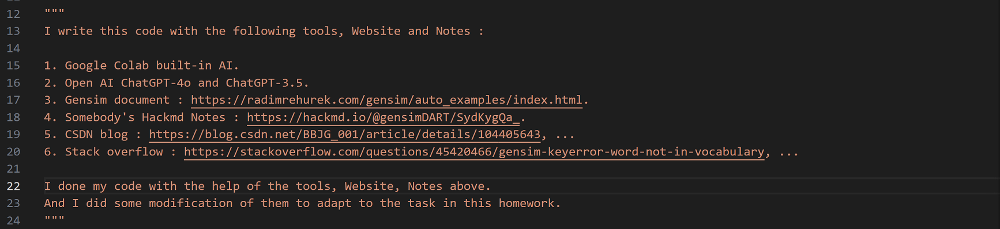 12 """
13 I write this code with the following tools, Website and Notes :
14
15 1. Google Colab built-in AI.
16 2. Open AI ChatGPT-4o and ChatGPT-3.5.
17 3. Gensim document : https://radimrehurek.com/gensim/auto_examples/index.html.
18 4. Somebody's Hackmd Notes : https://hackmd.io/@gensimDART/SydKygQa_.
19 5. CSDN blog : https://blog.csdn.net/BBJG_001/article/details/104405643, ...
20 6. Stack overflow : https://stackoverflow.com/questions/45420466/gensim-keyerror-word-not-in-vocabulary, ...
21
22 I done my code with the help of the tools, Website, Notes above.
23 And I did some modification of them to adapt to the task in this homework.
24 """